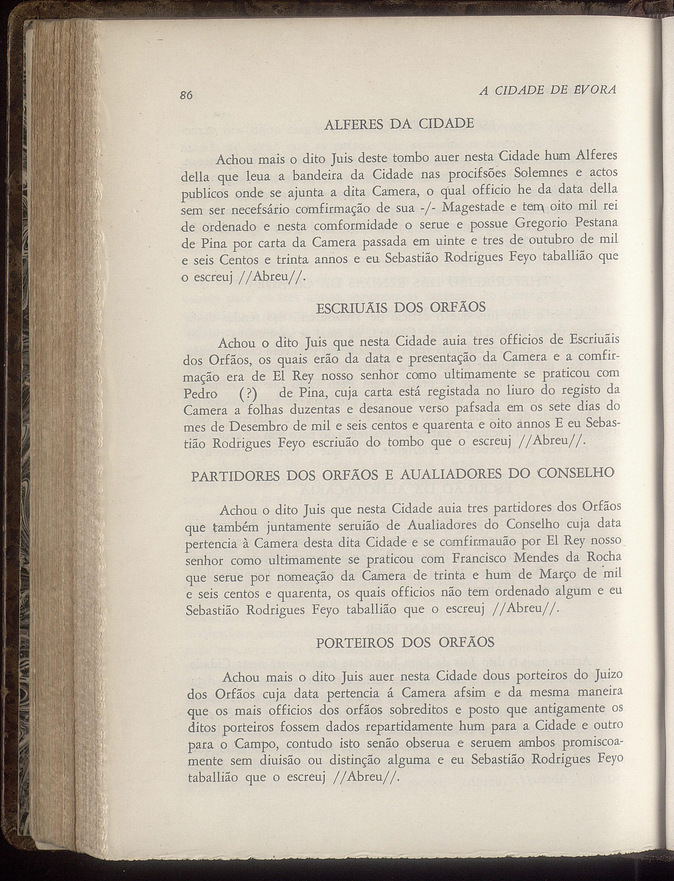 86
A CIDADE DE ÉVORA
ALFERES DA CIDADE
Achou mais o dito Juis deste tombo auer nesta Cidade hum Alferes
della que leua a bandeira da Cidade nas procifsões Solemnes e actos
publicos onde se ajunta a dita Camera, o qual officio he da data della
sem ser necefsário comfirmação de sua -/- Magestade e tem oito mil rei
de ordenado e nesta comformidade o serue e possue Gregorio Pestana
de Pina por carta da Camera passada em uinte e tres de outubro de mil
e seis Centos e trinta annos e eu Sebastião Rodrigues Feyo taballião que
o escreuj //Abreu//.
ESCRIUÃIS DOS ORFÃOS
Achou o dito Juis que nesta Cidade auia tres officios de Escriuãis
dos Orfãos, os quais erão da data e presentação da Camera e a comfir-
mação era de El Rey nosso senhor como ultimamente se praticou com
Pedro (?) de Pina, cuja carta está registada no liuro do registo da
Camera a folhas duzentas e desanoue verso pafsada em os sete dias do
mes de Desembro de mil e seis centos e quarenta e oito annos E eu Sebas-
tião Rodrigues Feyo escriuão do tombo que o escreuj //Abreu//.
PARTIDORES DOS ORFÃOS E AUALIADORES DO CONSELHO
Achou o dito Juis que nesta Cidade auia tres partidores dos Orfãos
que também juntamente seruião de Aualiadores do Conselho cuja data
pertencia à Camera desta dita Cidade e se comfirmauão por El Rey nosso
senhor como ultimamente se praticou com Francisco Mendes da Rocha
que serue por nomeação da Camera de trinta e hum de Março de mil
e seis centos e quarenta, os quais officios não tem ordenado algum e eu
Sebastião Rodrigues Feyo taballião que o escreuj //Abreu//.
PORTEIROS DOS ORFÃOS
Achou mais o dito Juis auer nesta Cidade dous porteiros do Juizo
dos Orfãos cuja data pertencia á Camera afsim e da mesma maneira
que os mais officios dos orfãos sobreditos e posto que antigamente os
ditos porteiros fossem dados repartidamente hum para a Cidade e outro
para o Campo, contudo isto senão obserua e seruem ambos promiscoa-
mente sem diuisão ou distinção alguma e eu Sebastião Rodrigues Feyo
taballião que o escreuj //Abreu//.